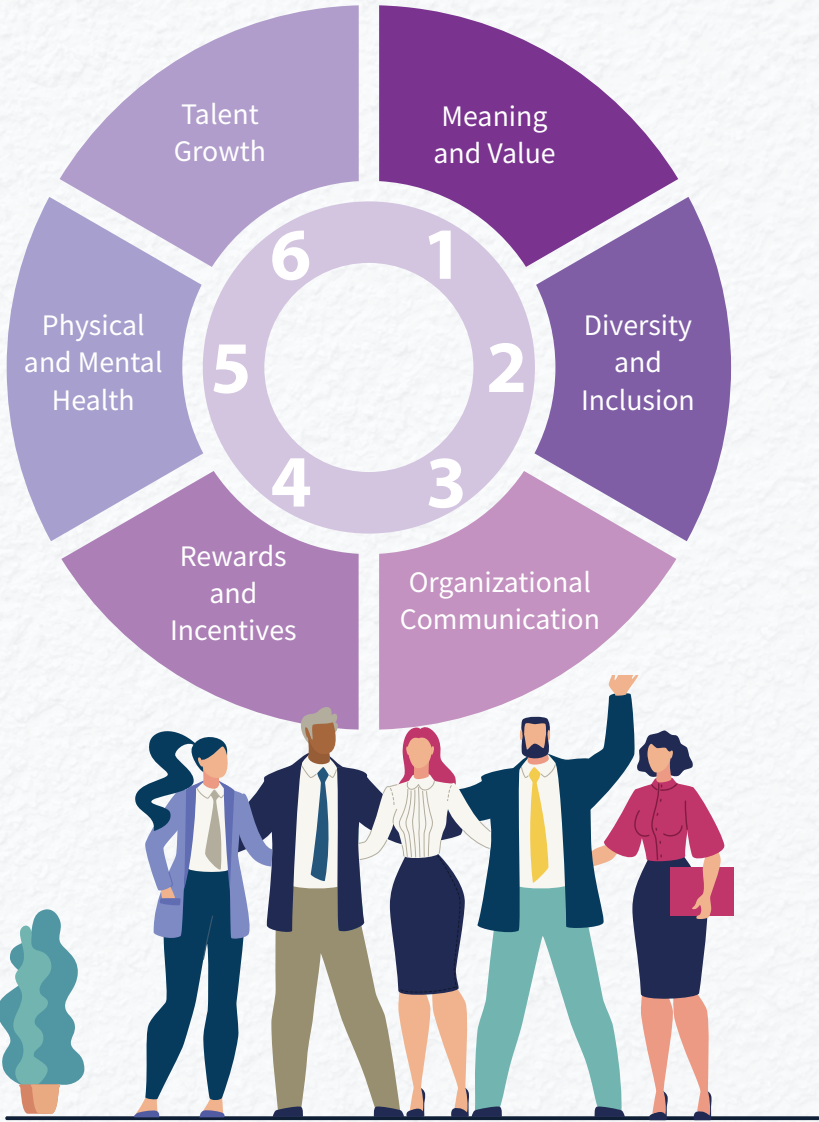 Meaning
and Value
1
Diversity
and
Inclusion
2
Organizational
Communication
3
Rewards
and
Incentives
4
Physical
and Mental
Health
5
Talent
Growth
6